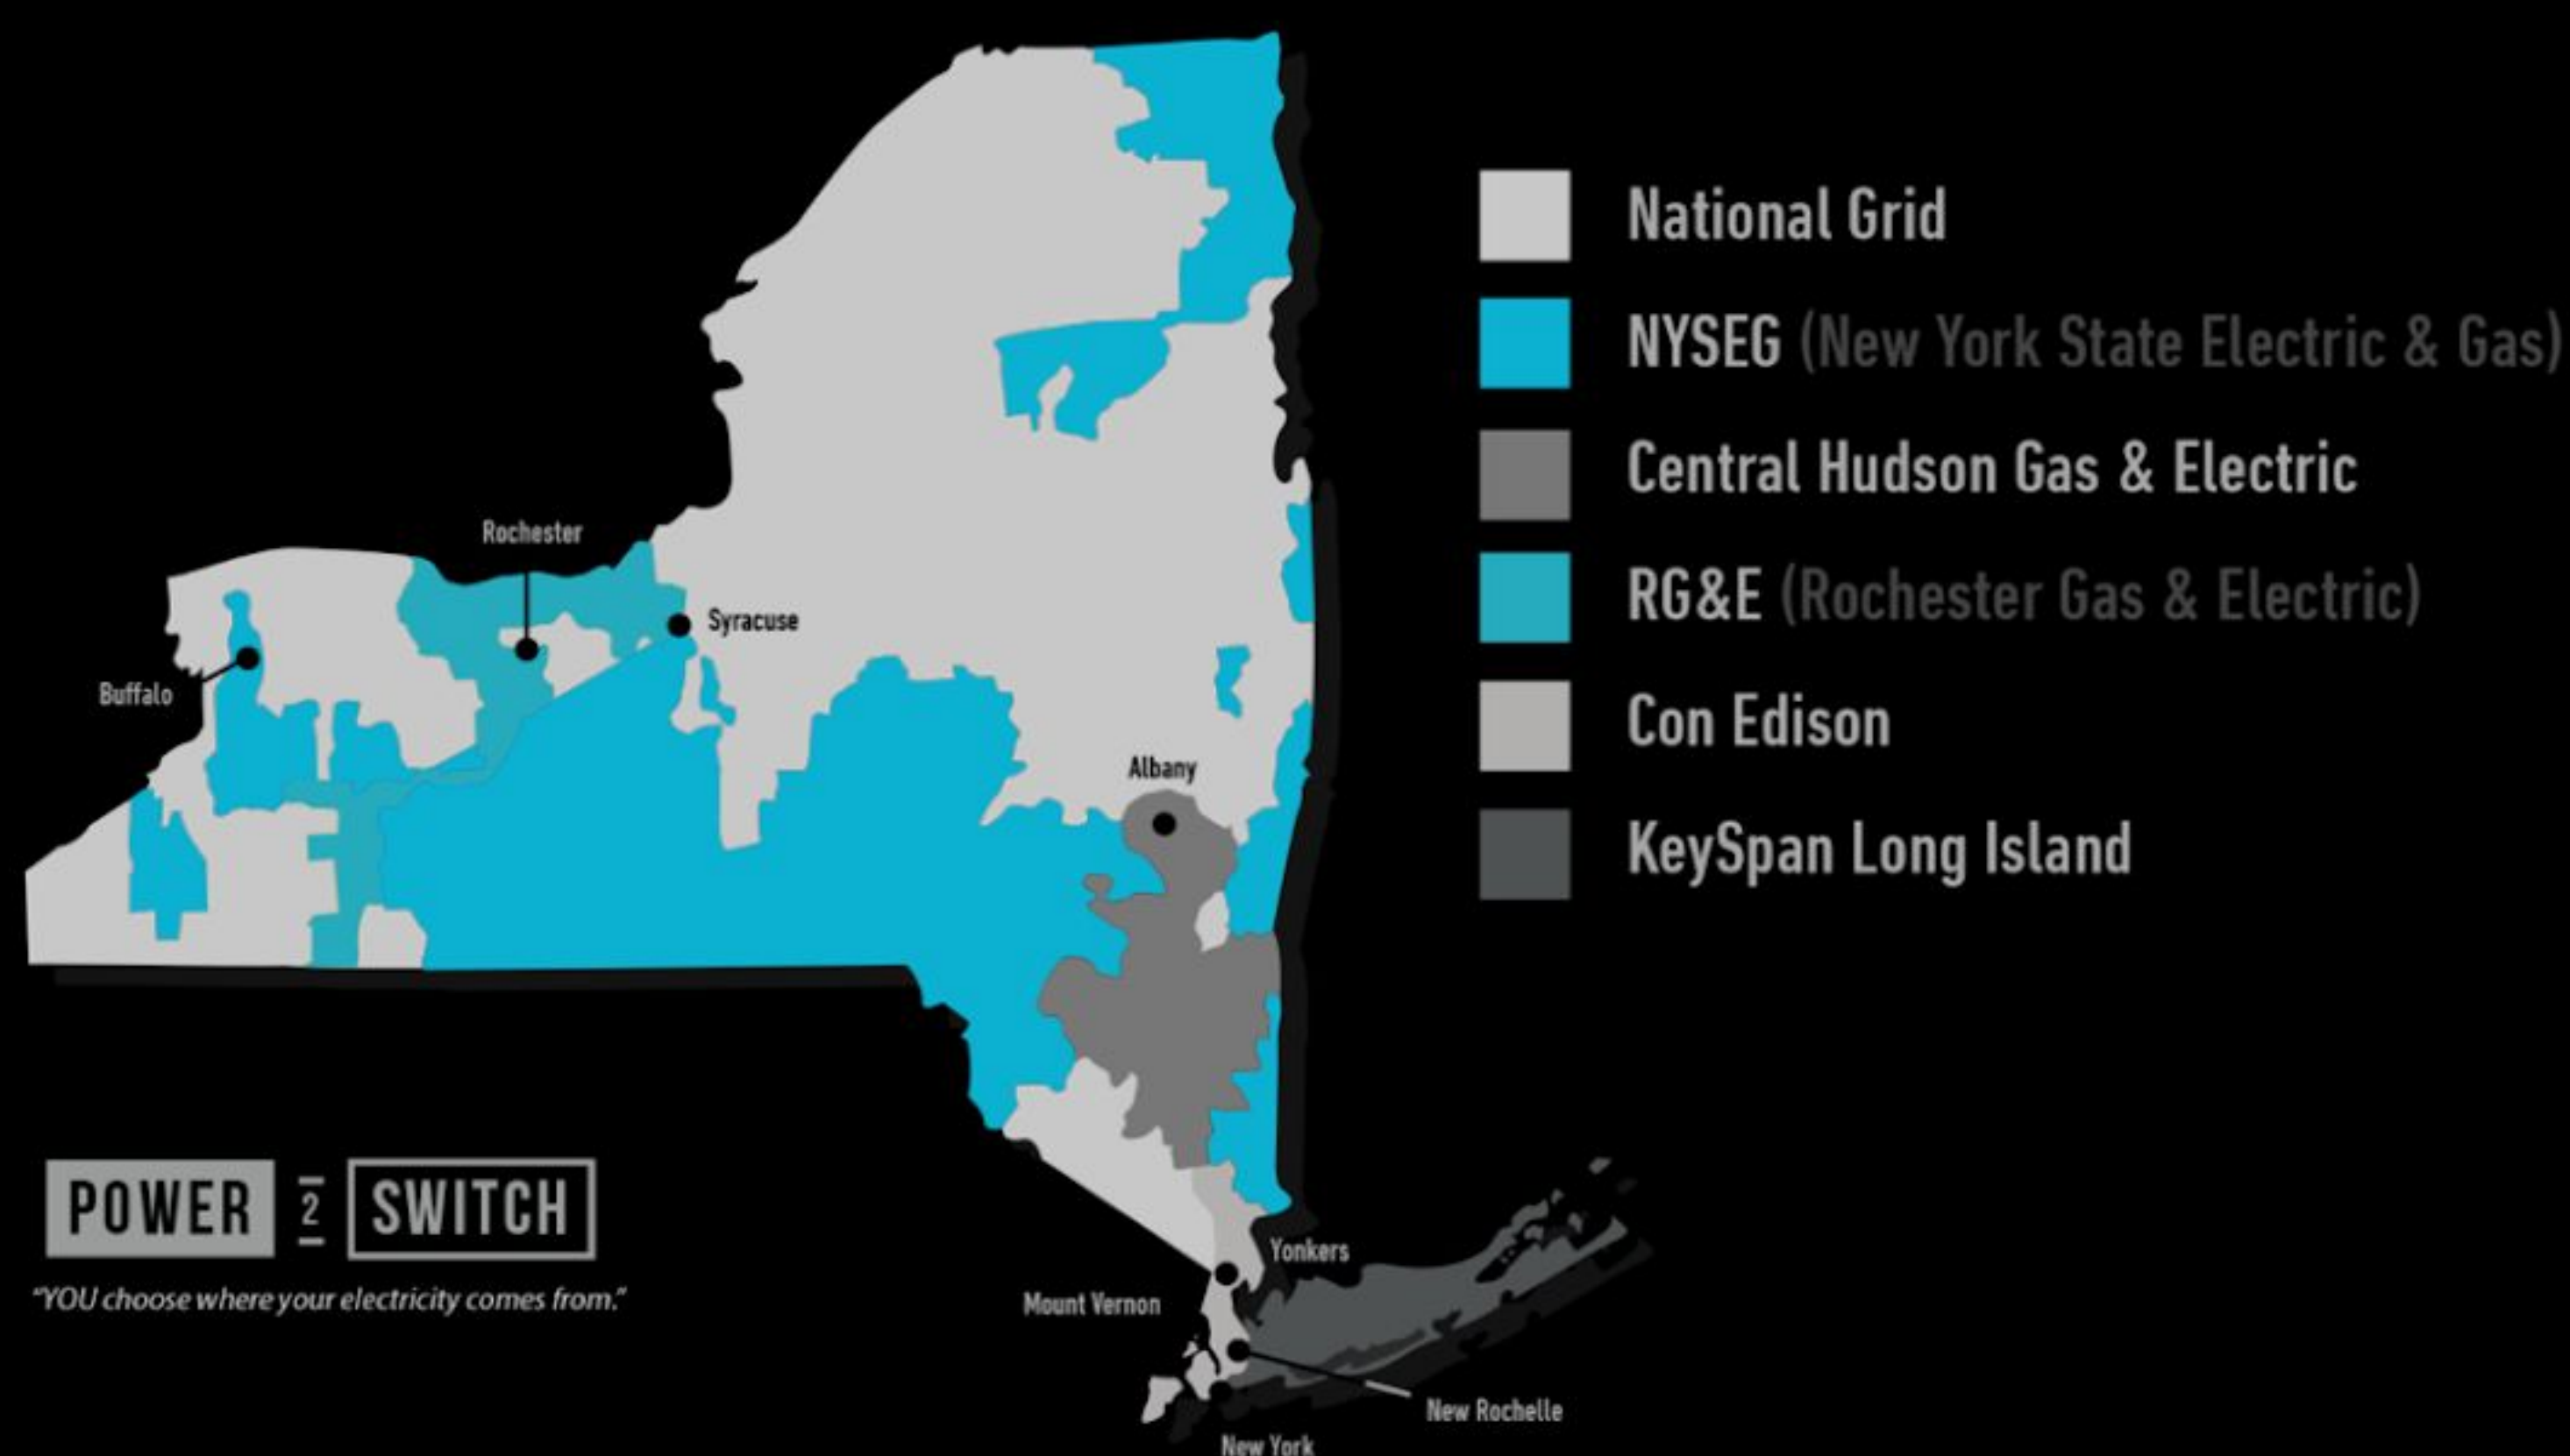 National Grid
NYSEG (New York State Electric & Gas)
Central Hudson Gas & Electric
Rochester
RG&E (Rochester Gas & Electric)
Syracuse
Buffalo
Con Edison
Albany
KeySpan Long Island
POWER 2 SWITCH
"YOU choose where your electricity comes from."
Yonkers
Mount Vernon
New Rochelle
New York